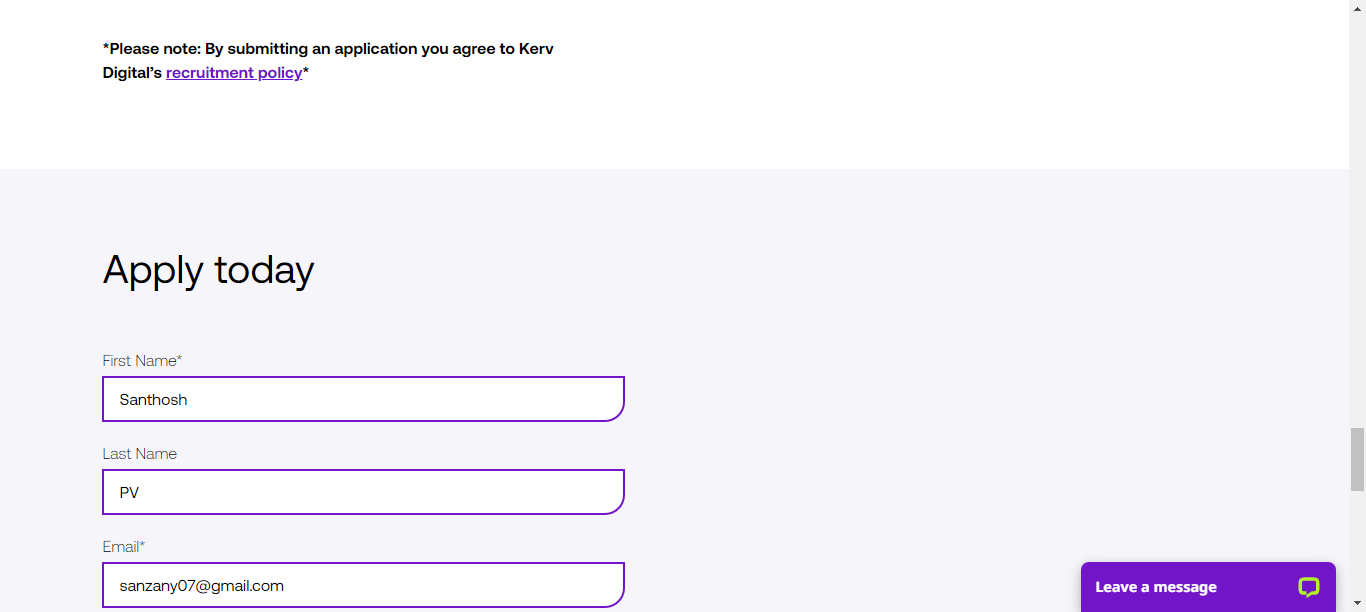 *Please note: By submitting an application you agree to Kerv
Digital’s recruitment policy*
Apply today
First Name*
Santhosh
Last Name
PV
Email*
sanzany07@gmail.com
Leave a message